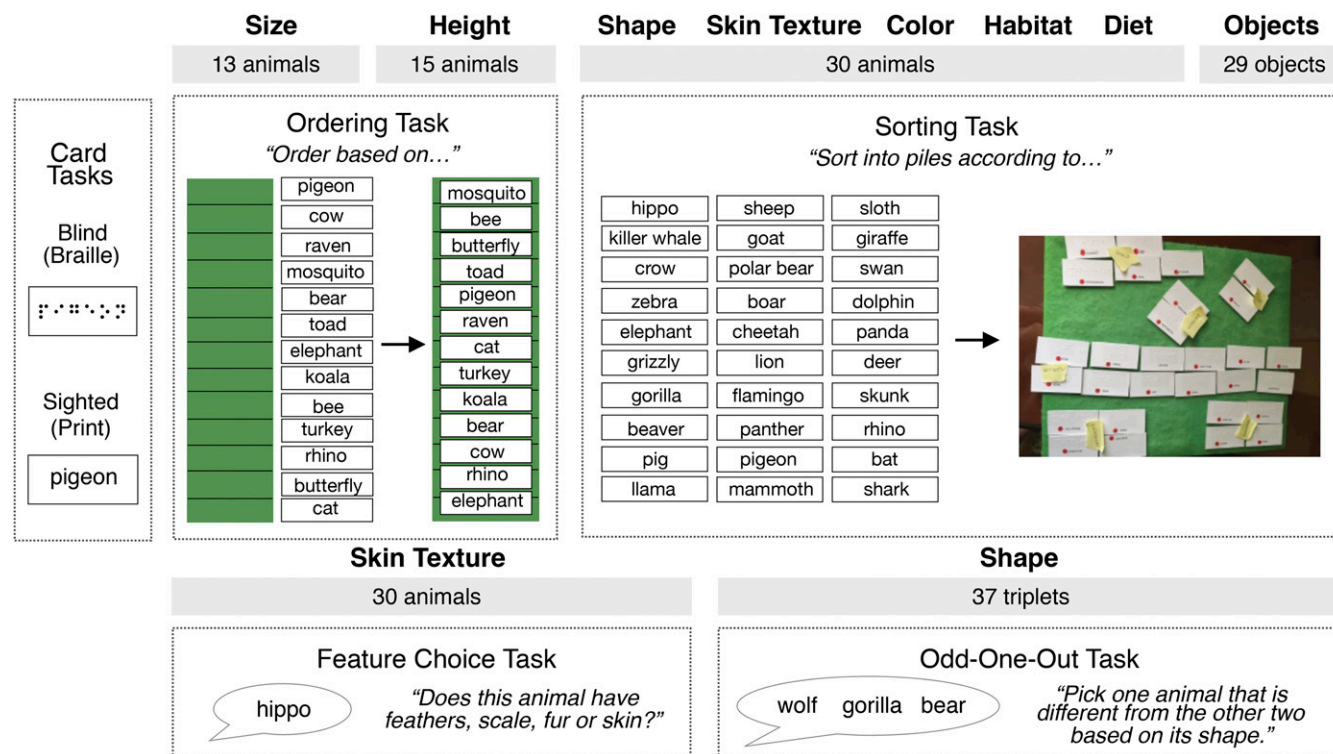 Size
Height
Shape Skin Texture Color Habitat Diet
Objects
13 animals
15 animals
30 animals
29 objects
Card
Tasks
Blind
(Braille)
⠏⠊⠛⠑⠕⠝
Sighted
(Print)
pigeon
Ordering Task
“Order based on…”
pigeon
cow
raven
mosquito
bear
toad
elephant
koala
bee
turkey
rhino
butterfly
cat
mosquito
bee
butterfly
toad
pigeon
raven
cat
turkey
koala
bear
cow
rhino
elephant
Sorting Task
“Sort into piles according to…”
hippo sheep sloth
killer whale goat giraffe
crow polar bear swan
zebra boar dolphin
elephant cheetah panda
grizzly lion deer
gorilla flamingo skunk
beaver panther rhino
pig pigeon bat
llama mammoth shark
Skin Texture
30 animals
Feature Choice Task
hippo
“Does this animal have
feathers, scale, fur or skin?”
Shape
37 triplets
Odd-One-Out Task
wolf gorilla bear
“Pick one animal that is
different from the other two
based on its shape.”